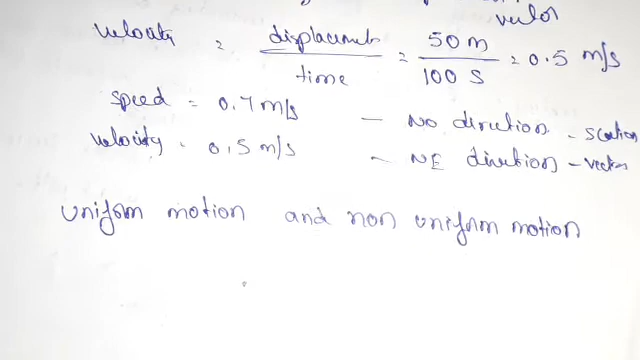 vector
velocity = displacement / time = 50 m / 100 s = 0.5 m/s
speed = 0.7 m/s - No direction - scalar
velocity = 0.5 m/s - NE direction - vector
uniform motion and non uniform motion